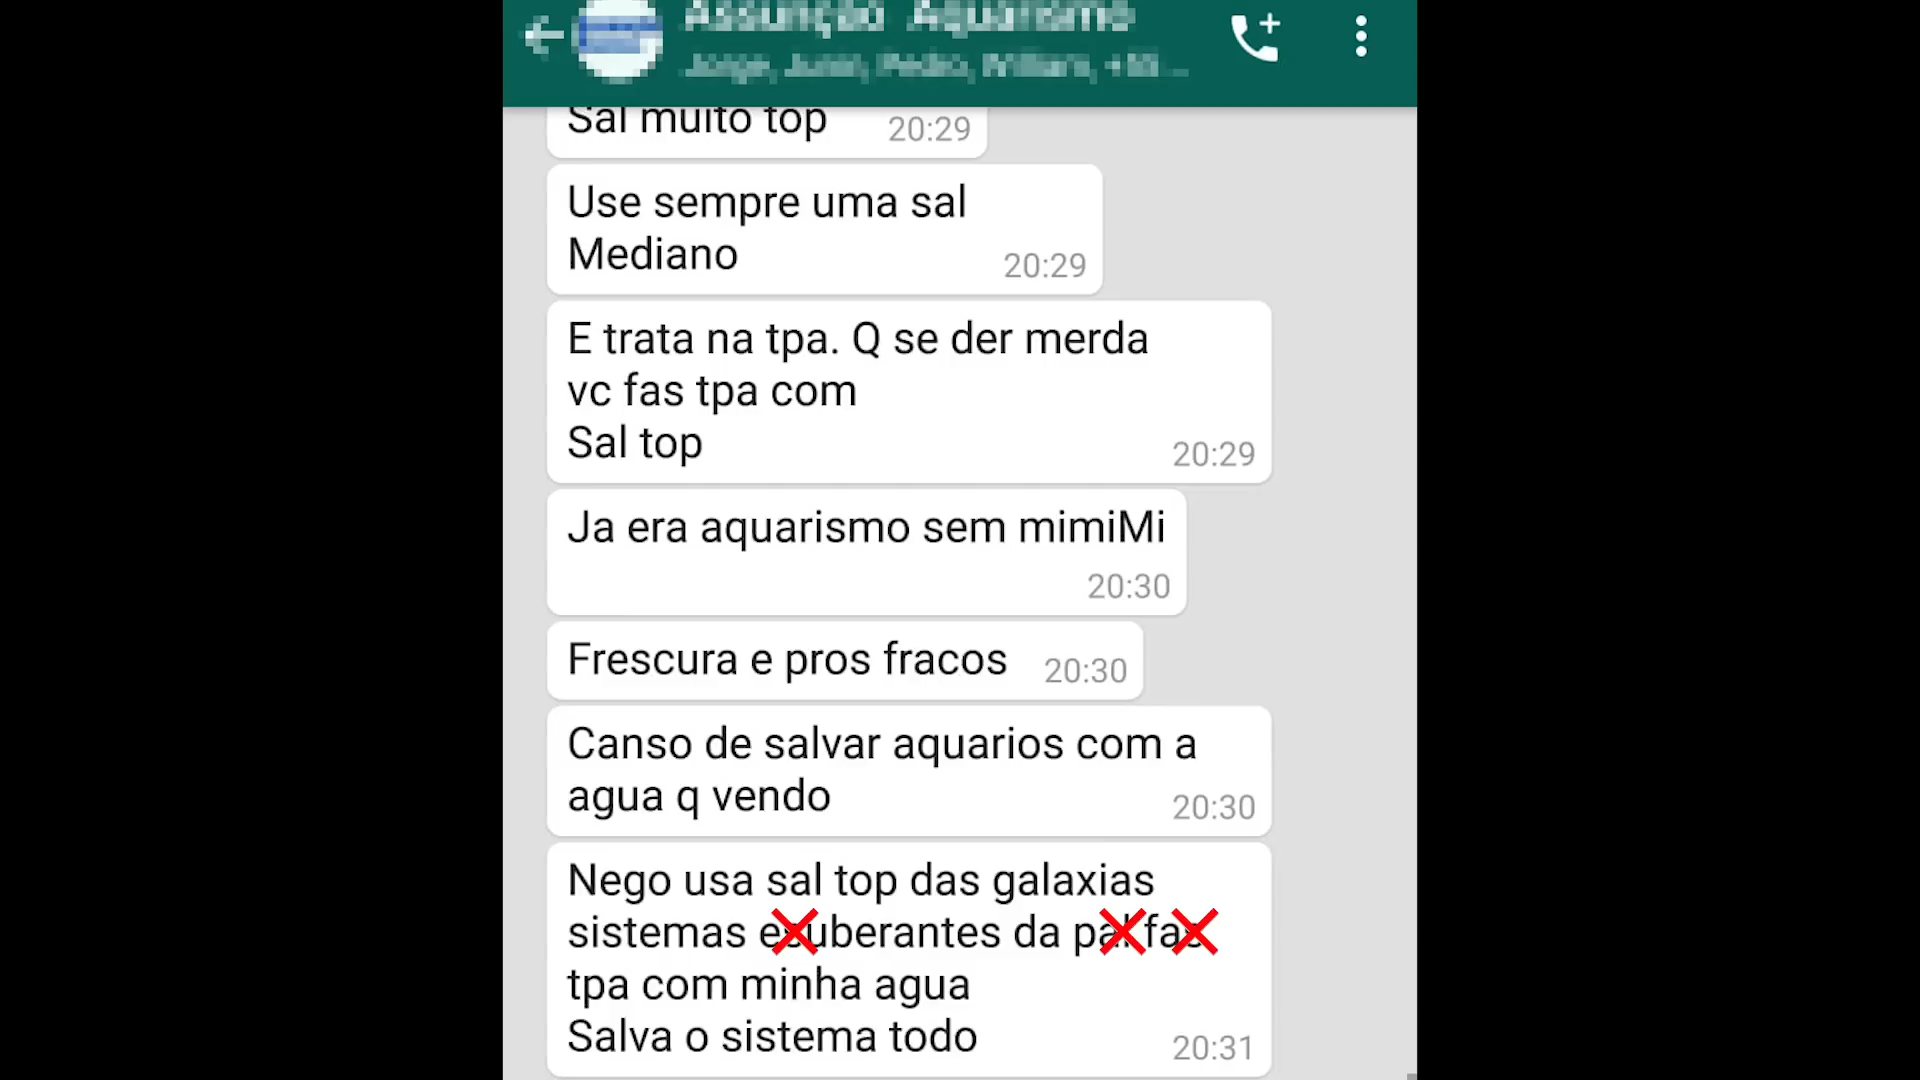 Sal muito top 20:29
Use sempre uma sal
Mediano 20:29
E trata na tpa. Q se der merda
vc fas tpa com
Sal top 20:29
Ja era aquarismo sem mimiMi
20:30
Frescura e pros fracos 20:30
Canso de salvar aquarios com a
agua q vendo 20:30
Nego usa sal top das galaxias
sistemas esuberantes da pal fas
tpa com minha agua
Salva o sistema todo 20:31